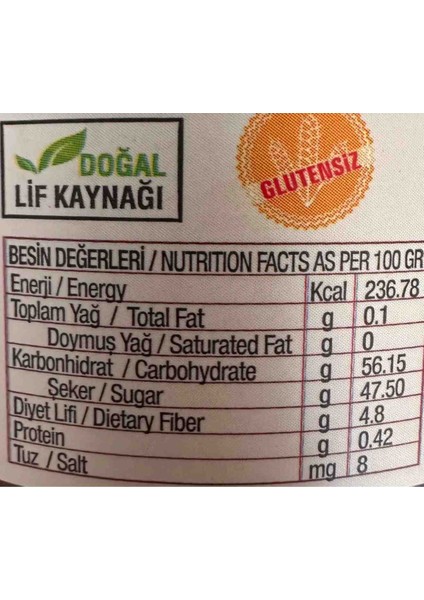 DOĞAL
LİF KAYNAĞI
GLUTENSİZ
BESİN DEĞERLERİ / NUTRITION FACTS AS PER 100 GR
Enerji / Energy Kcal 236.78
Toplam Yağ / Total Fat g 0.1
Doymuş Yağ / Saturated Fat g 0
Karbonhidrat / Carbohydrate g 56.15
Şeker / Sugar g 47.50
Diyet Lifi / Dietary Fiber g 4.8
Protein g 0.42
Tuz / Salt mg 8